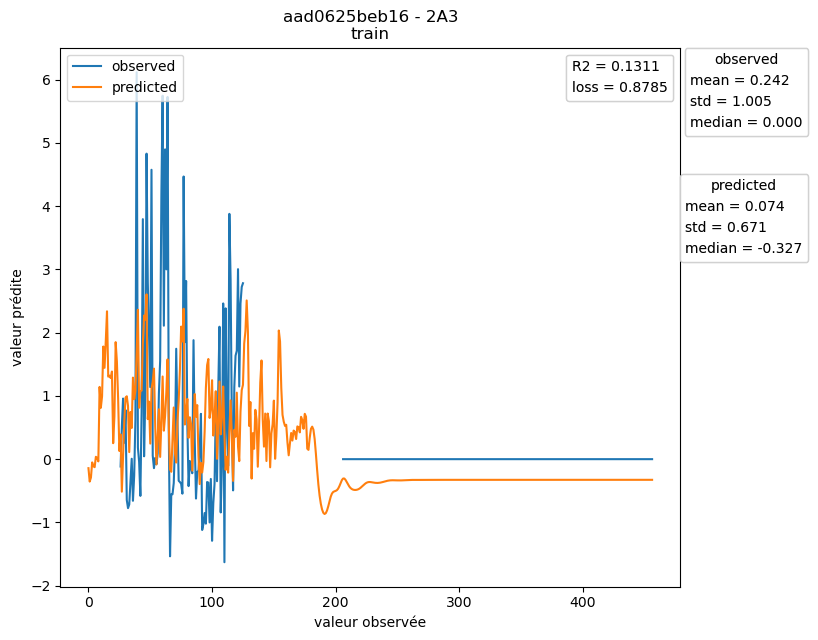 aad0625beb16 - 2A3
train
observed
predicted
R2 = 0.1311
loss = 0.8785
observed
mean = 0.242
std = 1.005
median = 0.000
predicted
mean = 0.074
std = 0.671
median = -0.327
valeur prédite
6
5
4
3
2
1
0
−1
−2
0
100
200
300
400
valeur observée